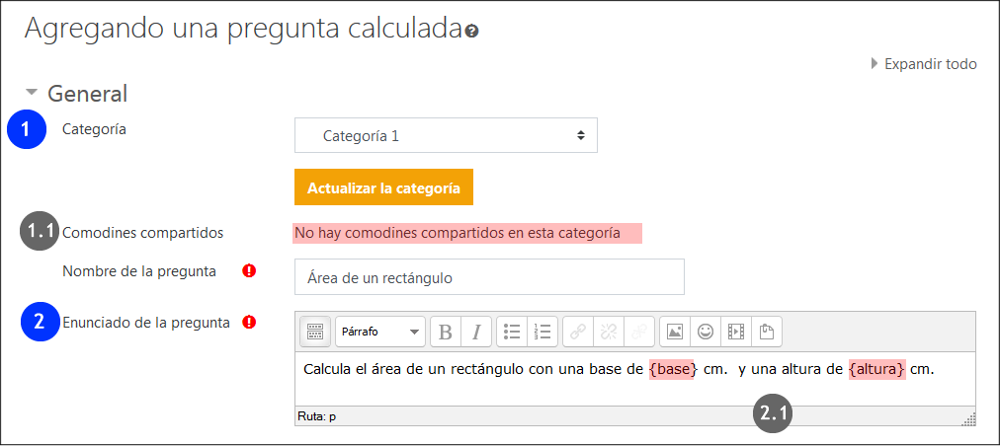 Agregando una pregunta calculada
Expandir todo
General
1 Categoría Categoría 1
Actualizar la categoría
1.1 Comodines compartidos No hay comodines compartidos en esta categoría
Nombre de la pregunta Área de un rectángulo
2 Enunciado de la pregunta Párrafo B I
Calcula el área de un rectángulo con una base de {base} cm. y una altura de {altura} cm.
Ruta: p 2.1